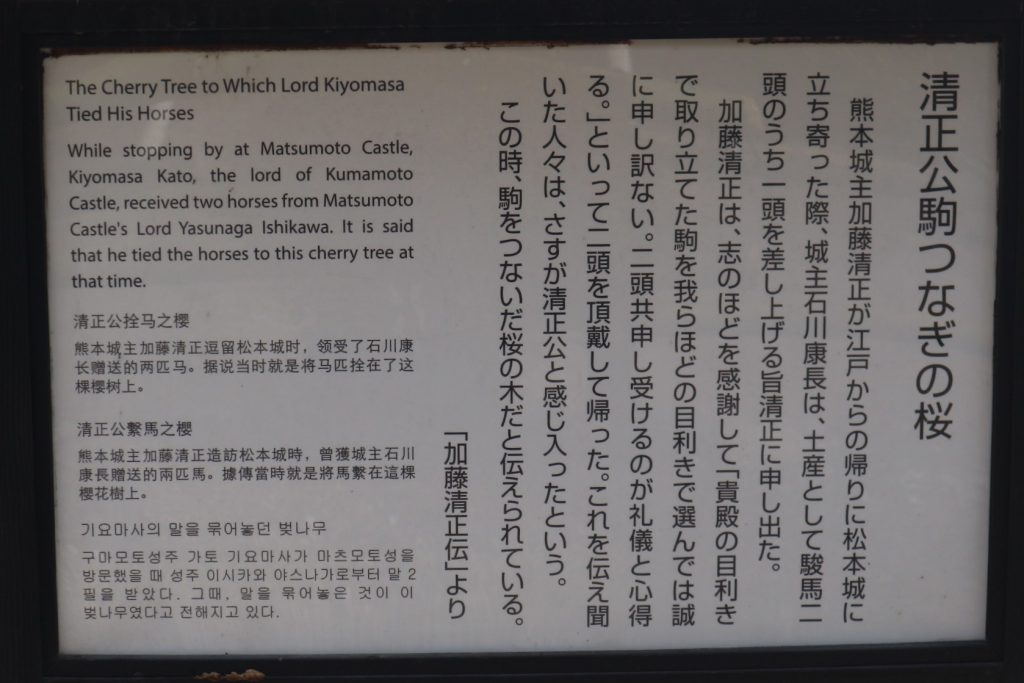 清正公駒つなぎの桜
熊本城主加藤清正が江戸からの帰りに松本城に
立ち寄った際、城主石川康長は、土産として駿馬二
頭のうち一頭を差し上げる旨清正に申し出た。
加藤清正は、志のほどを感謝して「貴殿の目利き
で取り立てた駒を我らほどの目利きで選んでは誠
に申し訳ない。二頭共申し受けるのが礼儀と心得
る。」といって二頭を頂戴して帰った。これを伝え聞
いた人々は、さすが清正公と感じ入ったという。
この時、駒をつないだ桜の木だと伝えられている。
「加藤清正伝」より
The Cherry Tree to Which Lord Kiyomasa
Tied His Horses
While stopping by at Matsumoto Castle,
Kiyomasa Kato, the lord of Kumamoto
Castle, received two horses from Matsumoto
Castle's Lord Yasunaga Ishikawa. It is said
that he tied the horses to this cherry tree at
that time.
清正公拴马之樱
熊本城主加藤清正逗留松本城时，领受了石川康
长赠送的两匹马。据说当时就是将马匹拴在了这
棵樱树上。
清正公繫馬之櫻
熊本城主加藤清正造訪松本城時，曾獲城主石川
康長贈送的兩匹馬。據傳當時就是將馬繫在這棵
櫻花樹上。
기요마사의 말을 묶어놓던 벚나무
구마모토성주 가토 기요마사가 마츠모토성을
방문했을 때 성주 이시카와 야스나가로부터 말 2
필을 받았다. 그때, 말을 묶어놓은 것이 이
벚나무였다고 전해지고 있다.